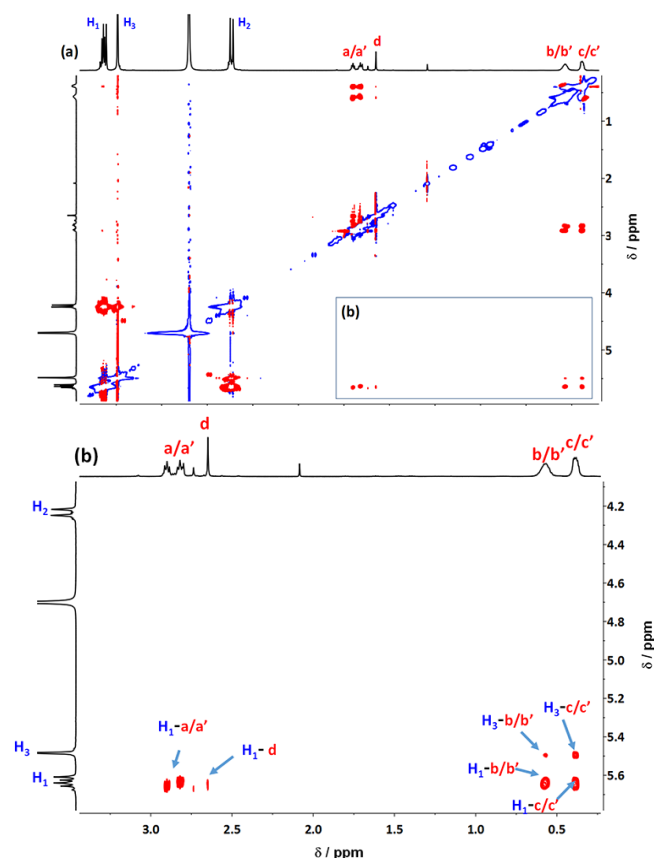 H₁
H₃
H₂
(a)
a/a'
d
b/b'
c/c'
1
2
3
4
5
δ / ppm
(b)
(b)
a/a'
d
b/b'
c/c'
H₂
H₃
H₁
4.2
4.4
4.6
4.8
5.0
5.2
5.4
5.6
δ / ppm
H₁-a/a'
H₁- d
H₃-b/b'
H₃-c/c'
H₁-b/b'
H₁-c/c'
3.0
2.5
2.0
1.5
1.0
0.5
δ / ppm